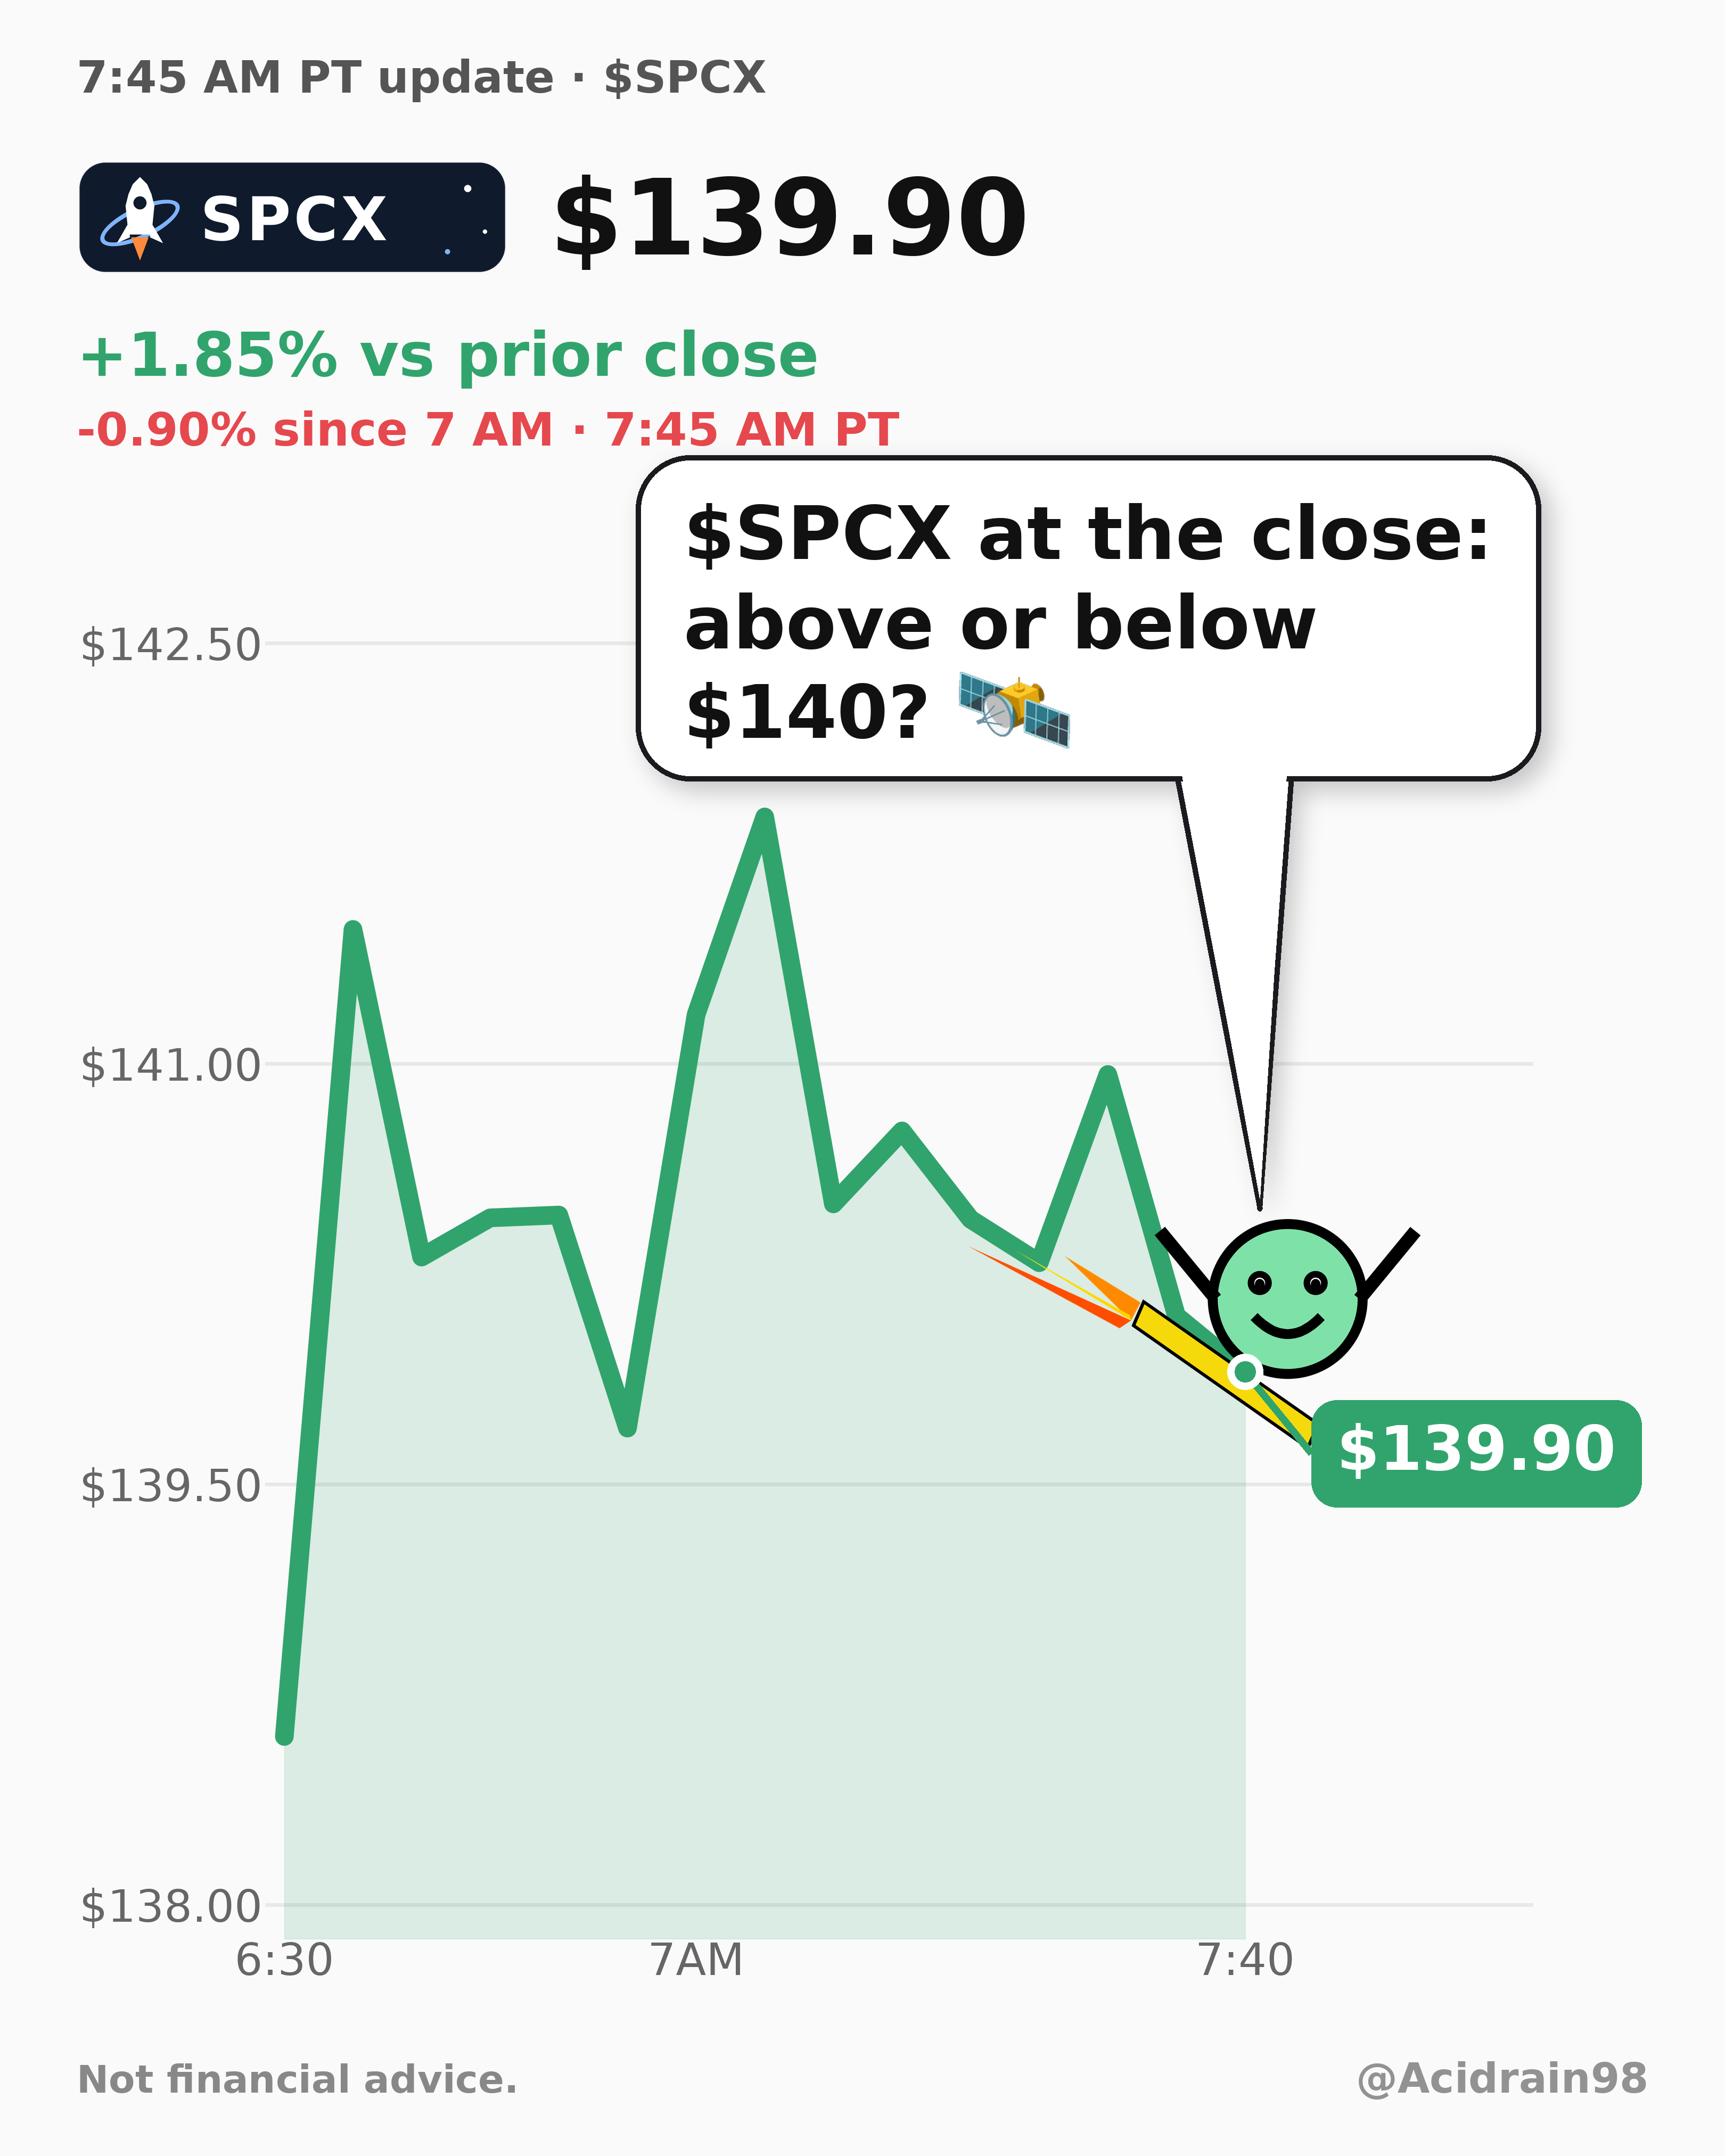 7:45 AM PT update · $SPCX
SPCX
$139.90
+1.85% vs prior close
-0.90% since 7 AM · 7:45 AM PT
$SPCX at the close:
above or below
$140?
$142.50
$141.00
$139.50
$139.90
$138.00
6:30
7AM
7:40
Not financial advice.
@Acidrain98